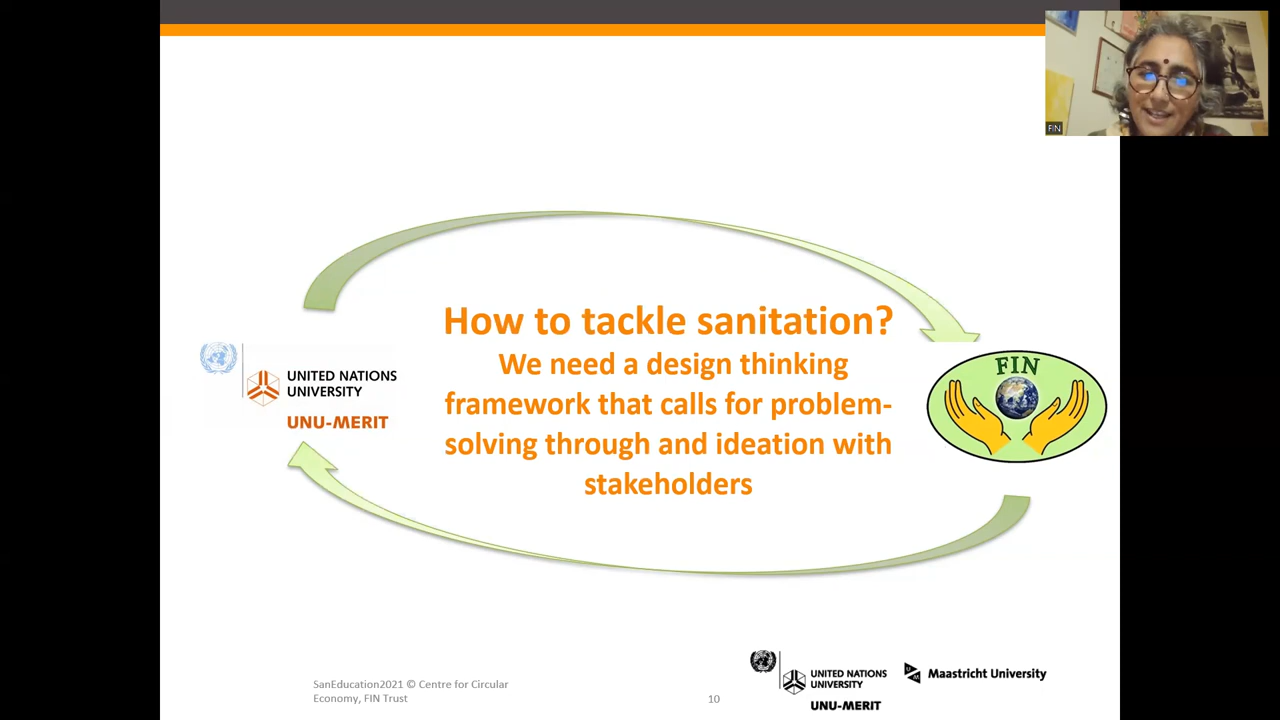 FIN
How to tackle sanitation?
We need a design thinking
framework that calls for problem-
solving through and ideation with
stakeholders
UNITED NATIONS
UNIVERSITY
UNU-MERIT
FIN
SanEducation2021 © Centre for Circular
Economy, FIN Trust
10
UNITED NATIONS
UNIVERSITY
UNU-MERIT
Maastricht University